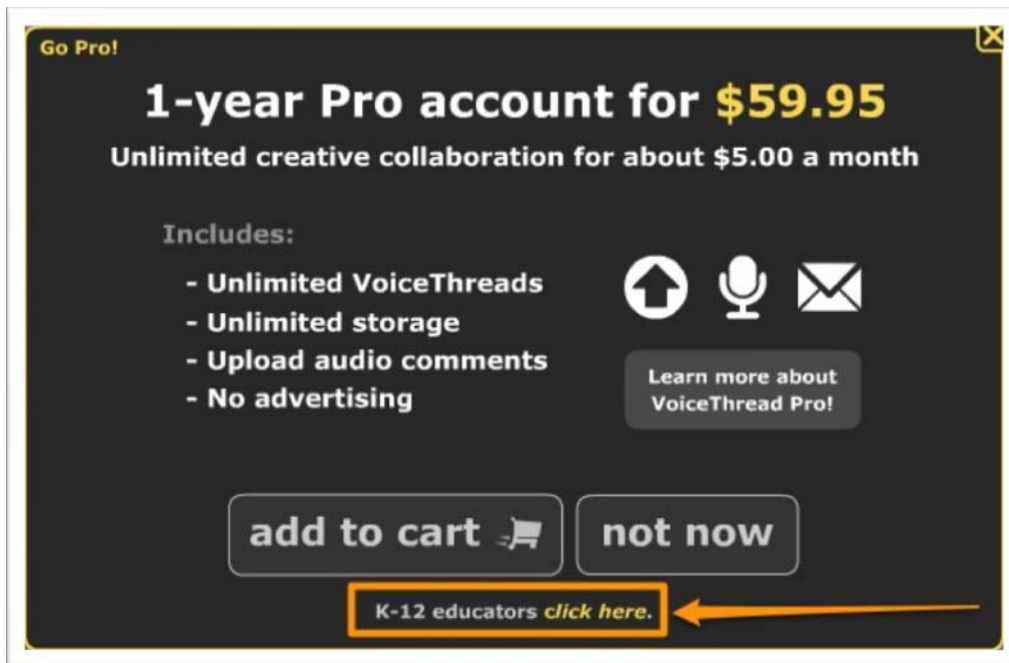 Go Pro!
1-year Pro account for $59.95
Unlimited creative collaboration for about $5.00 a month
Includes:
- Unlimited VoiceThreads
- Unlimited storage
- Upload audio comments
- No advertising
Learn more about
VoiceThread Pro!
add to cart
not now
K-12 educators click here.